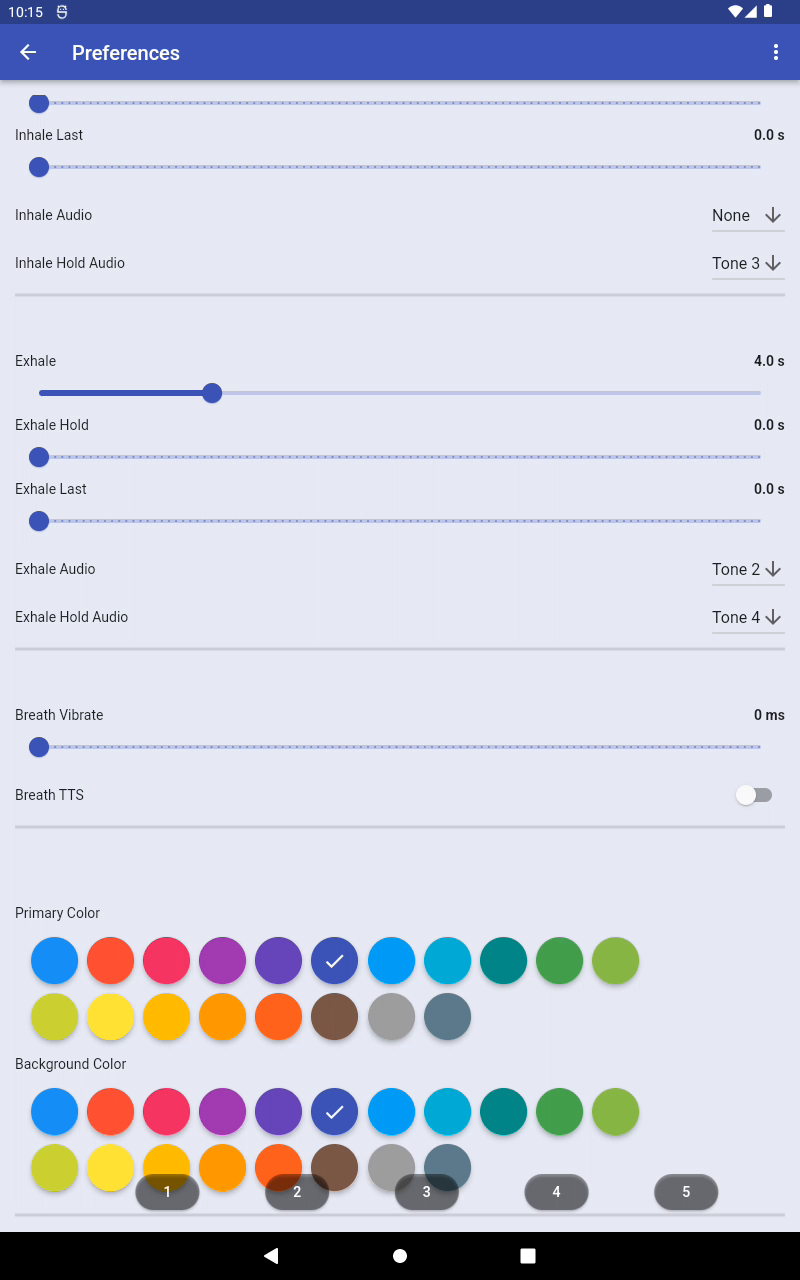 10:15
Preferences
Inhale Last 0.0 s
Inhale Audio None
Inhale Hold Audio Tone 3
Exhale 4.0 s
Exhale Hold 0.0 s
Exhale Last 0.0 s
Exhale Audio Tone 2
Exhale Hold Audio Tone 4
Breath Vibrate 0 ms
Breath TTS
Primary Color
Background Color
1 2 3 4 5